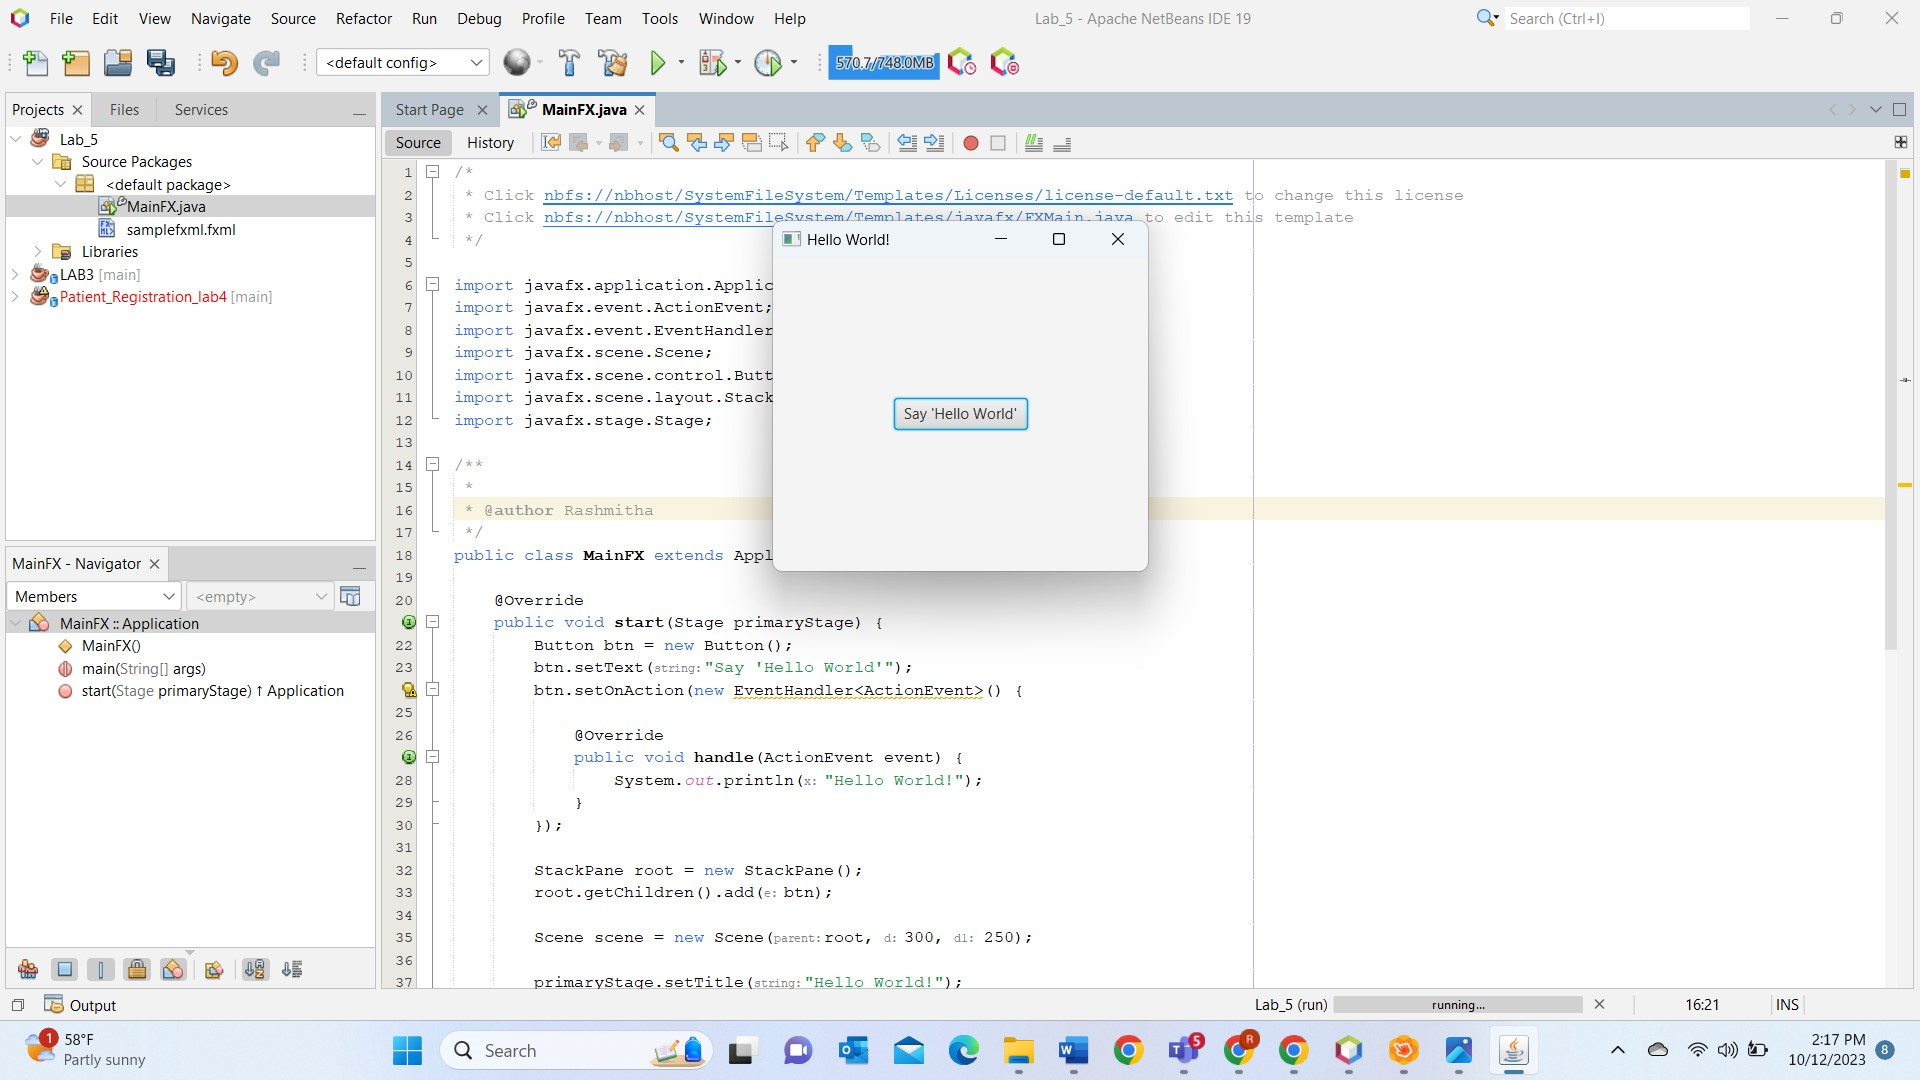 File Edit View Navigate Source Refactor Run Debug Profile Team Tools Window Help
Lab_5 - Apache NetBeans IDE 19
Search (Ctrl+I)
<default config>
570.7/748.0MB
Projects Files Services
Lab_5
Source Packages
<default package>
MainFX.java
samplefxml.fxml
Libraries
LAB3 [main]
Patient_Registration_lab4 [main]
MainFX - Navigator
Members <empty>
MainFX :: Application
MainFX()
main(String[] args)
start(Stage primaryStage) ↑ Application
Start Page MainFX.java
Source History
1 /*
2 * Click nbfs://nbhost/SystemFileSystem/Templates/Licenses/license-default.txt to change this license
3 * Click nbfs://nbhost/SystemFileSystem/Templates/javafx/FXMain.java to edit this template
4 */
5
6 import javafx.application.Applic
7 import javafx.event.ActionEvent;
8 import javafx.event.EventHandler
9 import javafx.scene.Scene;
10 import javafx.scene.control.Butt
11 import javafx.scene.layout.Stack
12 import javafx.stage.Stage;
13
14 /**
15 *
16 * @author Rashmitha
17 */
18 public class MainFX extends Appl
19
20 @Override
public void start(Stage primaryStage) {
22 Button btn = new Button();
23 btn.setText(string:"Say 'Hello World'");
btn.setOnAction(new EventHandler<ActionEvent>() {
25
26 @Override
public void handle(ActionEvent event) {
28 System.out.println(x: "Hello World!");
29 }
30 });
31
32 StackPane root = new StackPane();
33 root.getChildren().add(e: btn);
34
35 Scene scene = new Scene(parent: root, d: 300, d1: 250);
36
37 primaryStage.setTitle(string:"Hello World!");
Hello World!
Say 'Hello World'
Output
Lab_5 (run) running...
16:21 INS
1
58°F
Partly sunny
Search
W
T
5
R
2:17 PM
10/12/2023
8